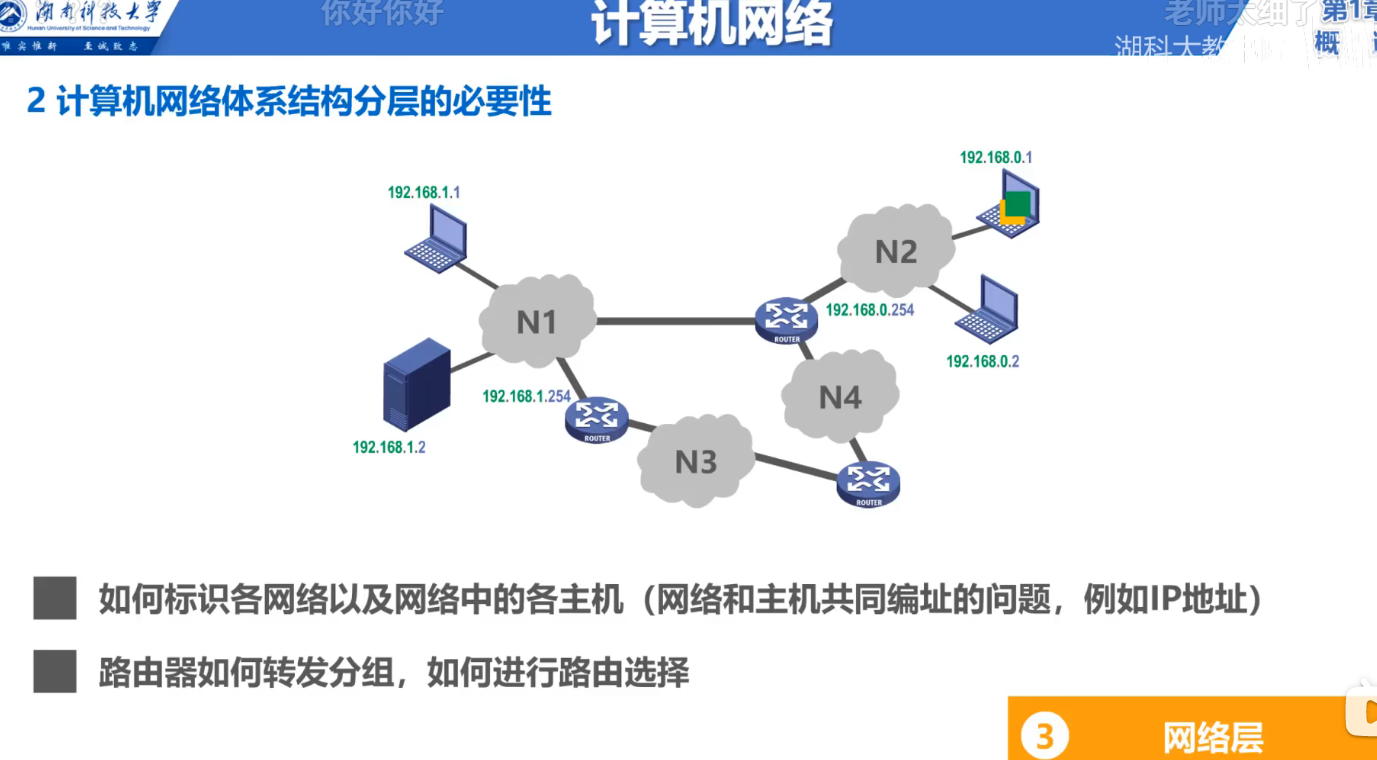 湖南科技大学
Hunan University of Science and Technology
唯实惟新 至诚致志
你好你好
计算机网络
老师太细了
第1章
湖科大教
概
2 计算机网络体系结构分层的必要性
192.168.0.1
192.168.1.1
N2
N1
192.168.0.254
ROUTER
192.168.0.2
N4
192.168.1.254
ROUTER
192.168.1.2
N3
ROUTER
如何标识各网络以及网络中的各主机（网络和主机共同编址的问题，例如IP地址）
路由器如何转发分组，如何进行路由选择
3 网络层